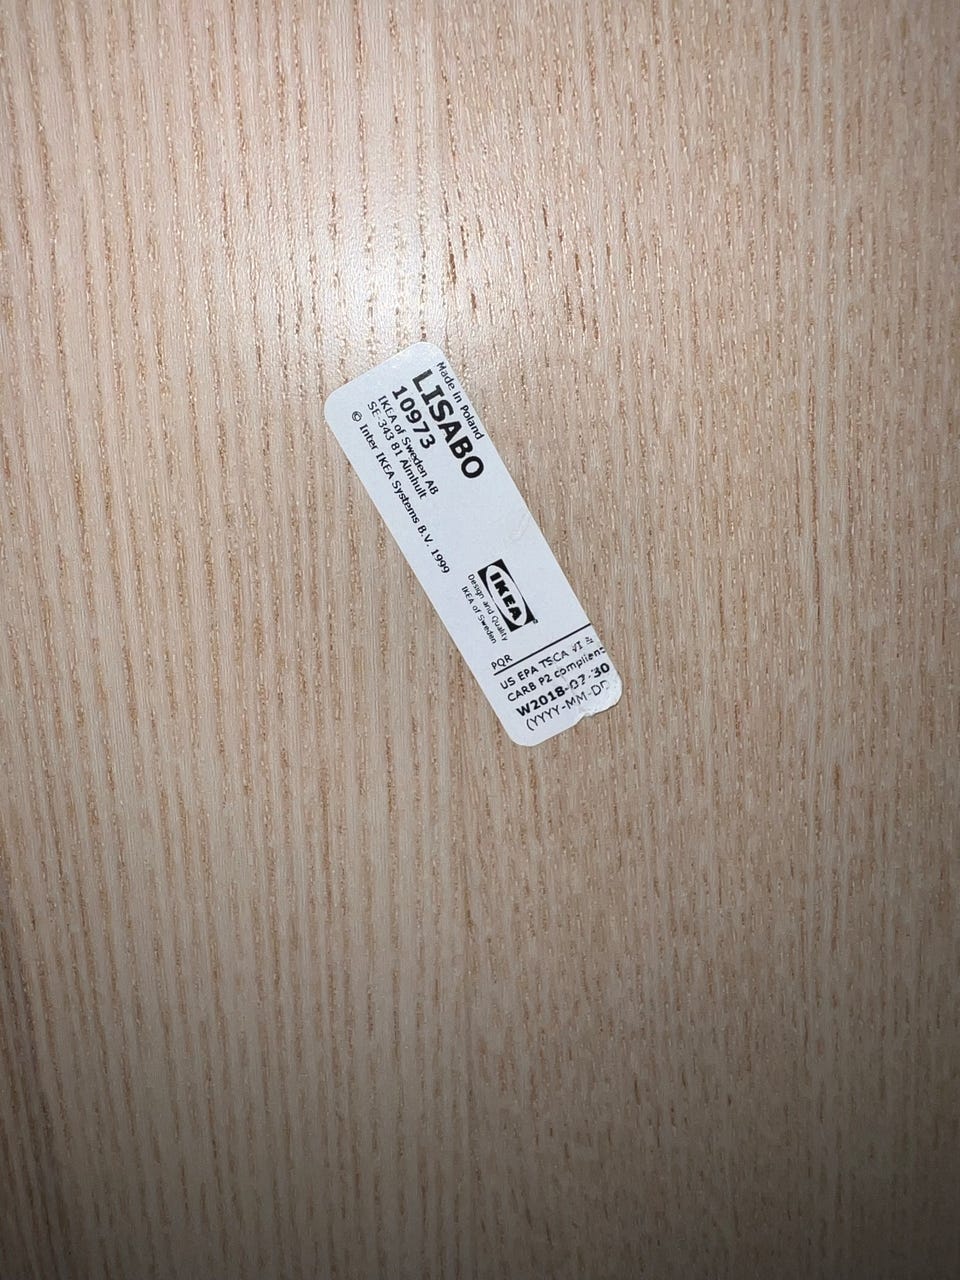 Made in Poland
LISABO
10973
IKEA of Sweden AB
SE-343 81 Älmhult
© Inter IKEA Systems B.V. 1999
IKEA®
Design and Quality
IKEA of Sweden
PQR
US EPA TSCA VI &
CARB P2 compliant
W2018-07-30
(YYYY-MM-DD